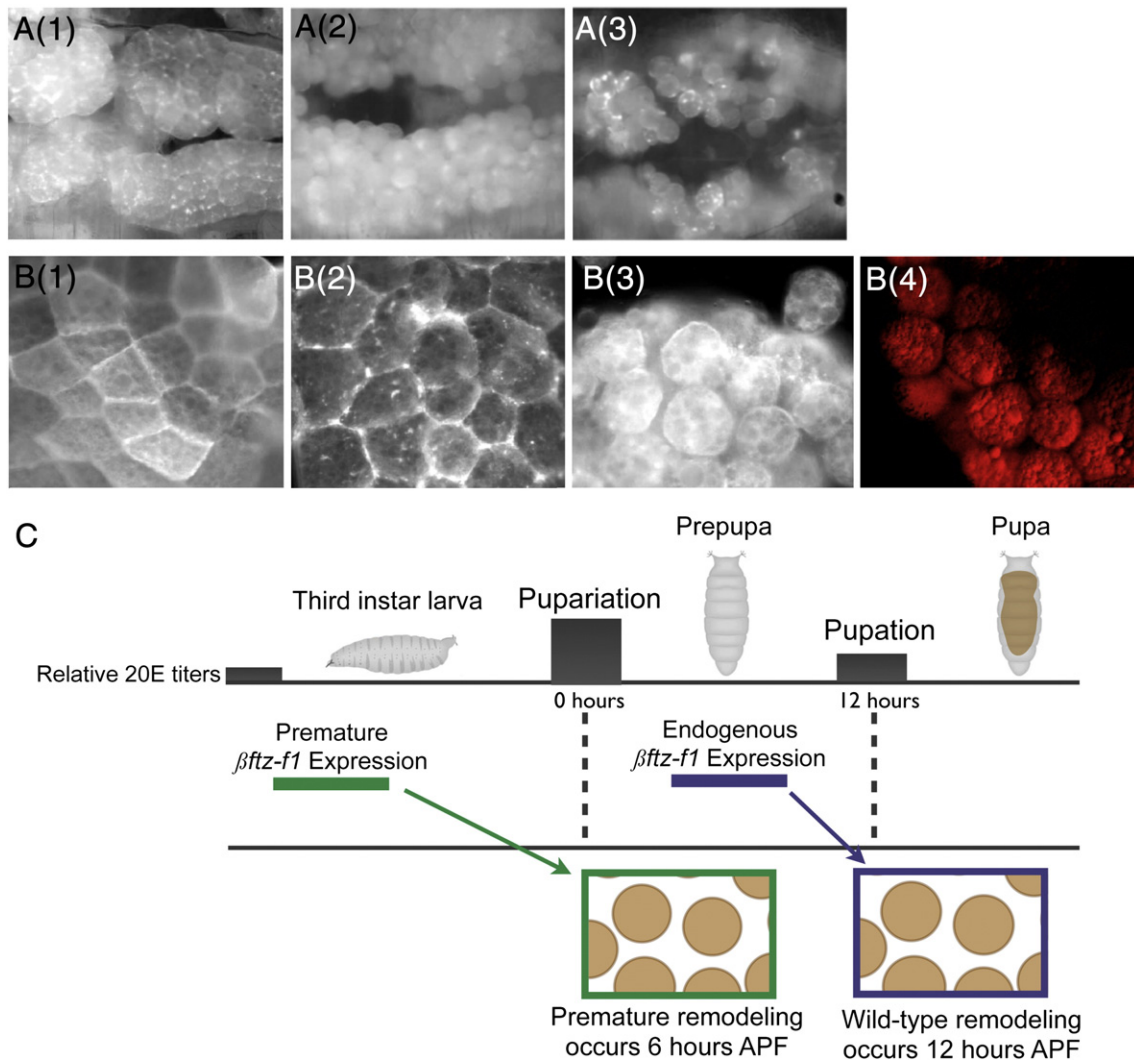 A(1)
A(2)
A(3)
B(1)
B(2)
B(3)
B(4)
C
Third instar larva
Pupariation
Prepupa
Pupation
Pupa
Relative 20E titers
0 hours
12 hours
Premature
βftz-f1 Expression
Endogenous
βftz-f1 Expression
Premature remodeling
occurs 6 hours APF
Wild-type remodeling
occurs 12 hours APF